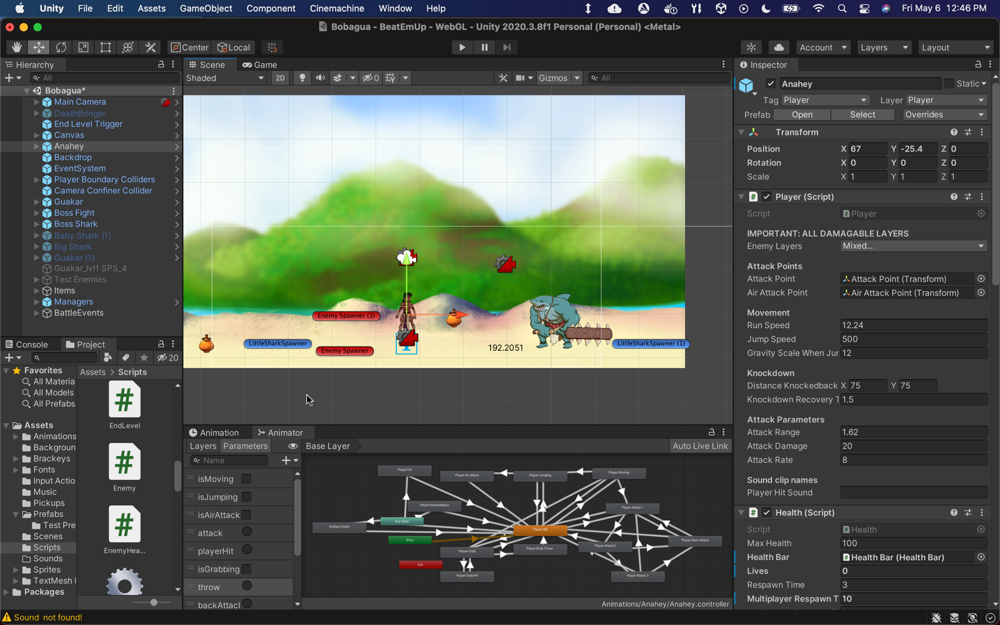 Unity File Edit Assets GameObject Component Cinemachine Window Help Fri May 6 12:46 PM
Bobagua - BeatEmUp - WebGL - Unity 2020.3.8f1 Personal (Personal) <Metal>
Center Local Account Layers Layout
Hierarchy
All
Bobagua*
Main Camera
DeathBringer
End Level Trigger
Canvas
Anahey
Backdrop
EventSystem
Player Boundary Colliders
Camera Confiner Collider
Guakar
Boss Fight
Boss Shark
Baby Shark (1)
Big Shark
Guakar (1)
Guakar_lvl1 SPS_4
Test Enemies
Items
Managers
BattleEvents
Scene Game
Shaded 2D 0 Gizmos All
Enemy Spawner (3)
LittleSharkSpawner
Enemy Spawner
192.2051
LittleSharkSpawner (1)
Console Project
20
Favorites
All Materia
All Models
All Prefabs
Assets
Animations
Backgroun
Brackeys
Fonts
Input Actio
Music
Pickups
Prefabs
Test Pre
Scenes
Scripts
Sounds
Sprites
TextMesh
Packages
Assets > Scripts
EndLevel
Enemy
EnemyHea...
Animation Animator
Layers Parameters Base Layer Auto Live Link
Name
isMoving
isJumping
isAirAttack
attack
playerHit
isGrabbing
throw
backAttacl
Player Hit
Player Air Attack
Player Jumping
Player Moving
Player Knockedback
Player Attack 1
Any State
Anahey Death
Player Idle
Entry
Player Back Attack
Player Grab
Player Grab Throw
Player Attack2
Exit
Player Grab Hit
Player Attack 3
Animations/Anahey/Anahey.controller
Inspector
Anahey Static
Tag Player Layer Player
Prefab Open Select Overrides
Transform
Position X 67 Y -25.4 Z 0
Rotation X 0 Y 0 Z 0
Scale X 1 Y 1 Z 1
# Player (Script)
Script Player
IMPORTANT: ALL DAMAGABLE LAYERS
Enemy Layers Mixed...
Attack Points
Attack Point Attack Point (Transform)
Air Attack Point Air Attack Point (Transform)
Movement
Run Speed 12.24
Jump Speed 500
Gravity Scale When Jur 12
Knockdown
Distance Knockedback X 75 Y 75
Knockdown Recovery T 1.5
Attack Parameters
Attack Range 1.62
Attack Damage 20
Attack Rate 8
Sound clip names
Player Hit Sound
# Health (Script)
Script Health
Max Health 100
Health Bar Health Bar (Health Bar)
Lives 0
Respawn Time 3
Multiplayer Respawn T 10
Sound not found!